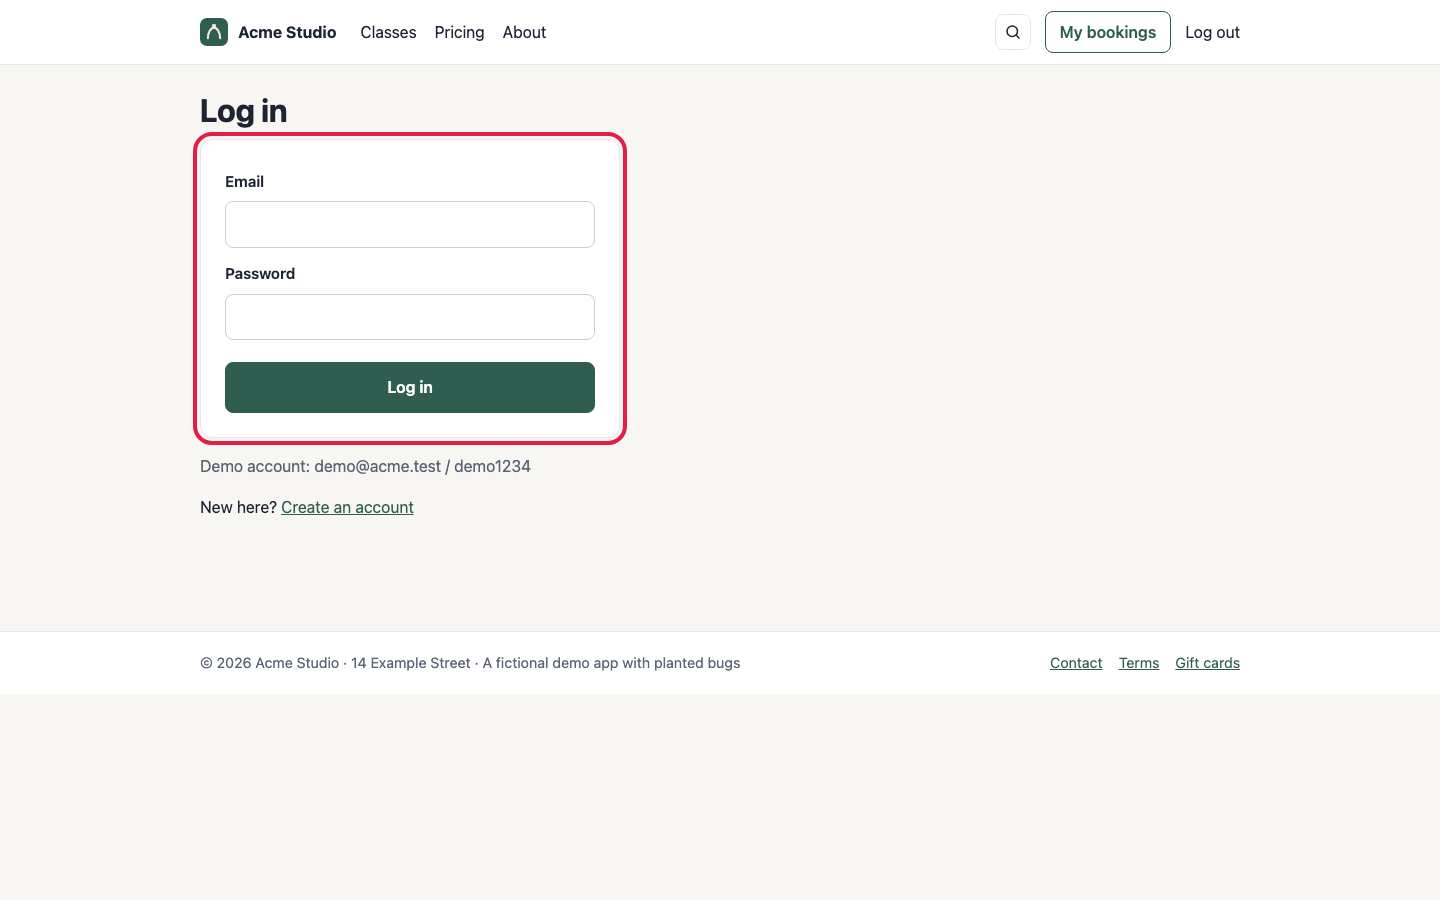 Acme Studio Classes Pricing About My bookings Log out
Log in
Email
Password
Log in
Demo account: demo@acme.test / demo1234
New here? Create an account
© 2026 Acme Studio · 14 Example Street · A fictional demo app with planted bugs Contact Terms Gift cards